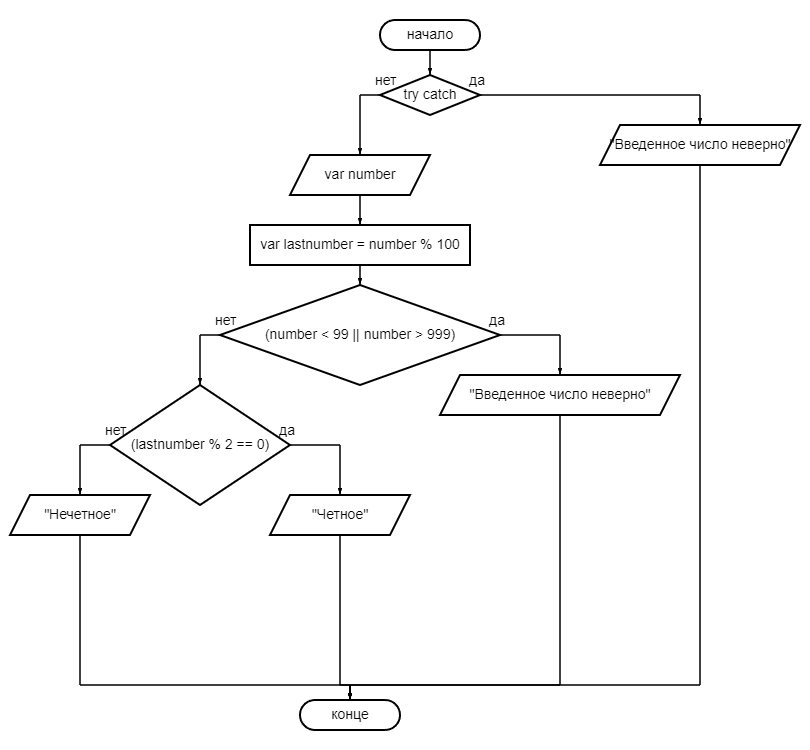 начало
нет
да
try catch
"Введенное число неверно"
var number
var lastnumber = number % 100
нет
да
(number < 99 || number > 999)
"Введенное число неверно"
нет
да
(lastnumber % 2 == 0)
"Нечетное"
"Четное"
конце